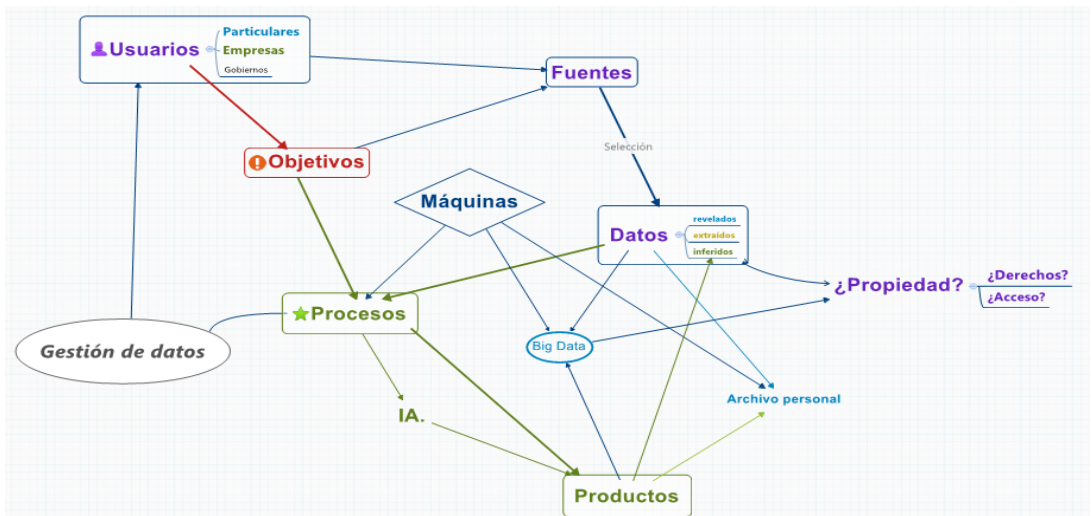 Usuarios
Particulares
Empresas
Gobiernos
Fuentes
Selección
Objetivos
Máquinas
Datos
revelados
extraidos
inferidos
¿Propiedad?
¿Derechos?
¿Acceso?
Procesos
Gestión de datos
Big Data
Archivo personal
IA.
Productos